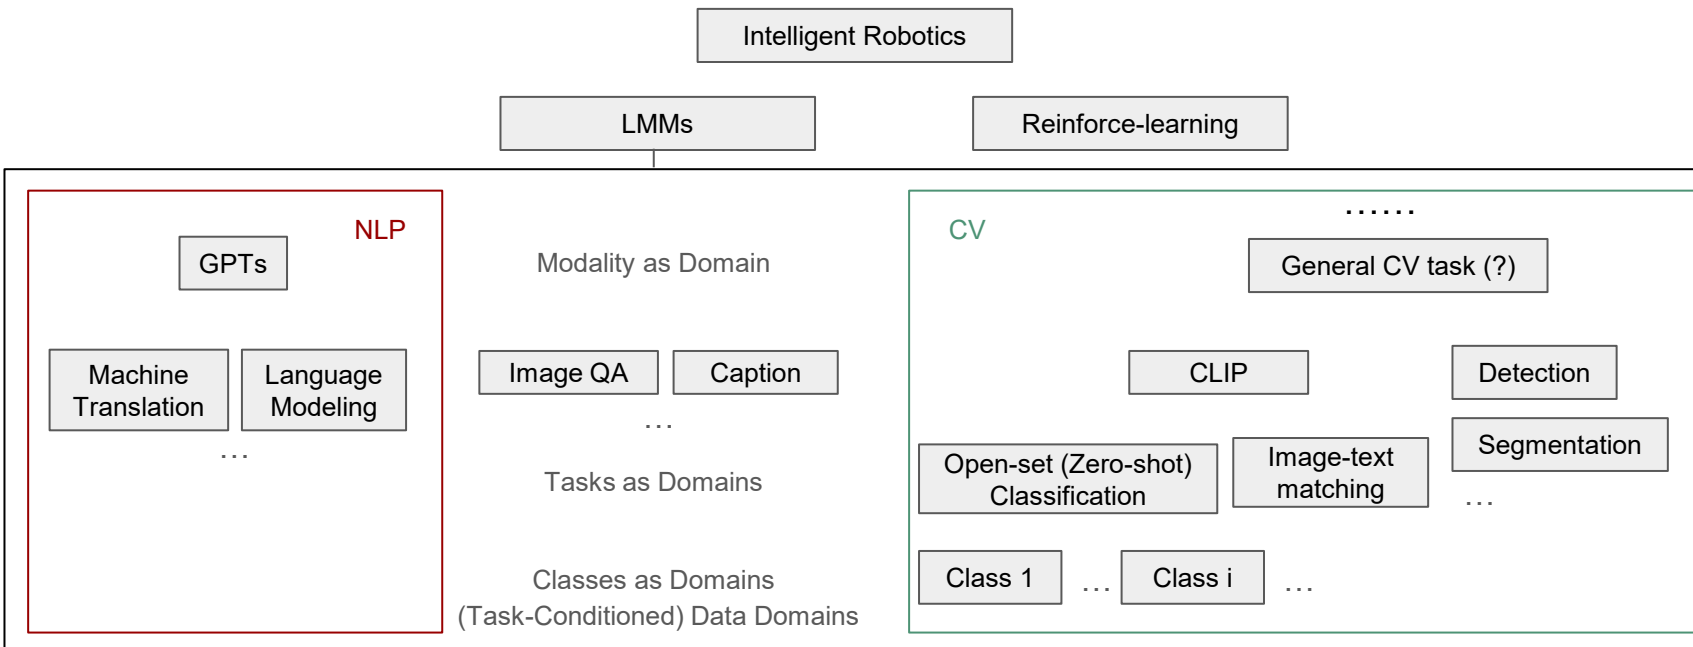 Intelligent Robotics
LMMs
Reinforce-learning
NLP
GPTs
Machine
Translation
Language
Modeling
...
Modality as Domain
Image QA
Caption
...
Tasks as Domains
Classes as Domains
(Task-Conditioned) Data Domains
CV
......
General CV task (?)
CLIP
Detection
Segmentation
...
Open-set (Zero-shot)
Classification
Image-text
matching
Class 1
...
Class i
...